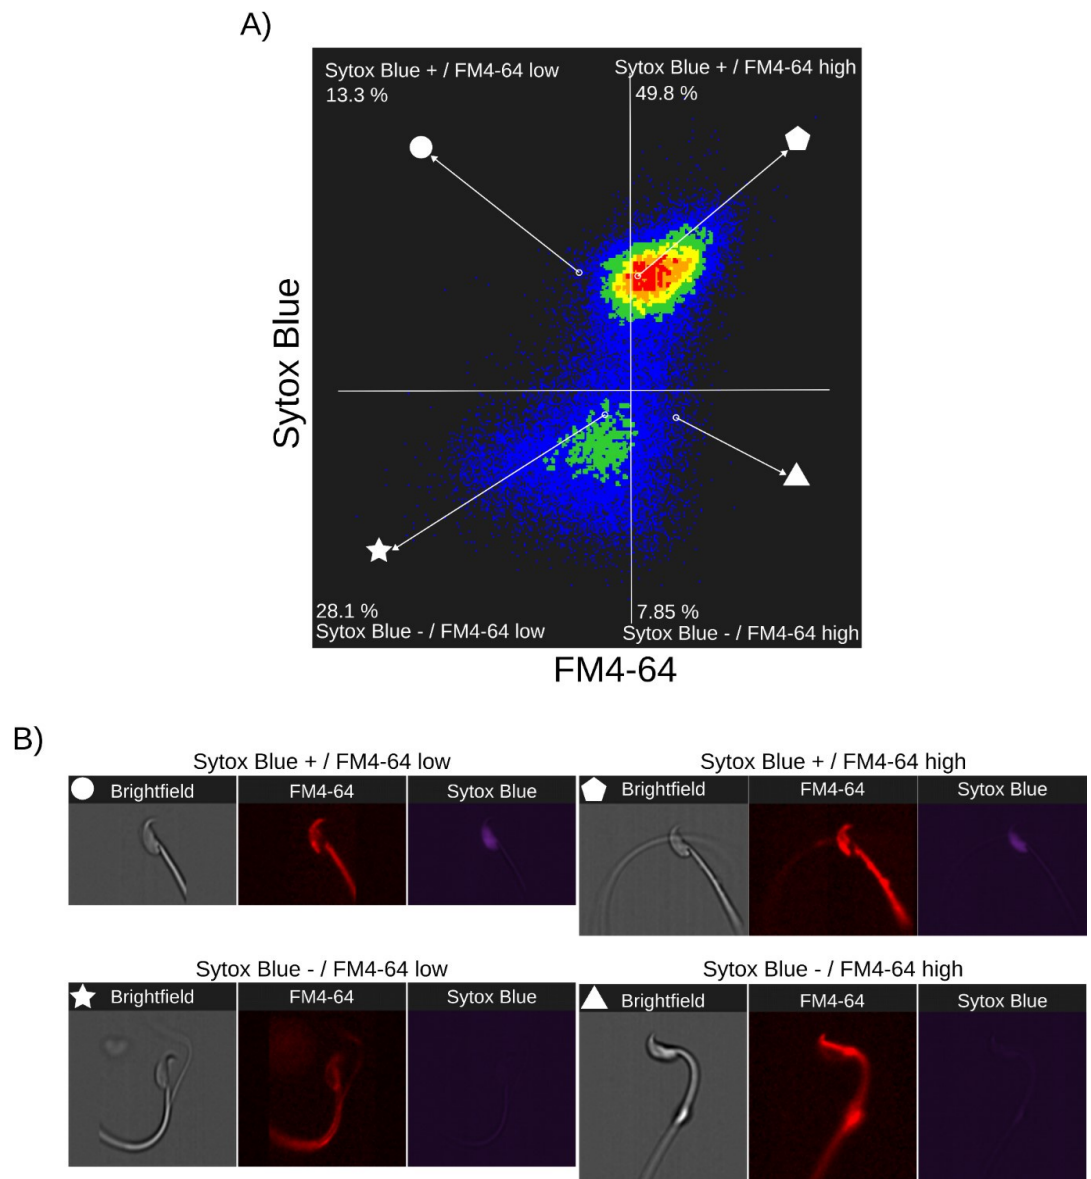 A)
Sytox Blue + / FM4-64 low
13.3 %
Sytox Blue + / FM4-64 high
49.8 %
Sytox Blue
28.1 %
Sytox Blue - / FM4-64 low
7.85 %
Sytox Blue - / FM4-64 high
FM4-64
B)
Sytox Blue + / FM4-64 low
Brightfield FM4-64 Sytox Blue
Sytox Blue + / FM4-64 high
Brightfield FM4-64 Sytox Blue
Sytox Blue - / FM4-64 low
Brightfield FM4-64 Sytox Blue
Sytox Blue - / FM4-64 high
Brightfield FM4-64 Sytox Blue